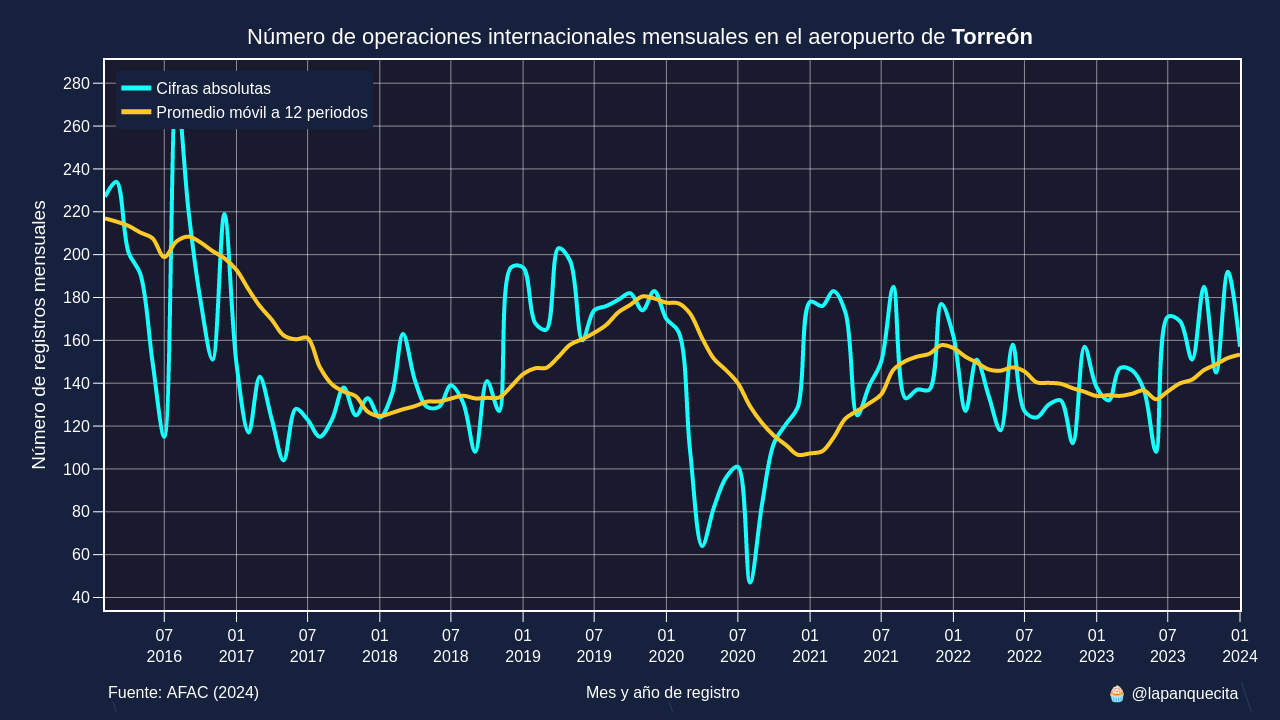 Número de operaciones internacionales mensuales en el aeropuerto de Torreón
Cifras absolutas
Promedio móvil a 12 periodos
Número de registros mensuales
280
260
240
220
200
180
160
140
120
100
80
60
40
07 01 07 01 07 01 07 01 07 01 07 01 07 01 07 01
2016 2017 2017 2018 2018 2019 2019 2020 2020 2021 2021 2022 2022 2023 2023 2024
Fuente: AFAC (2024)
Mes y año de registro
🧁 @lapanquecita